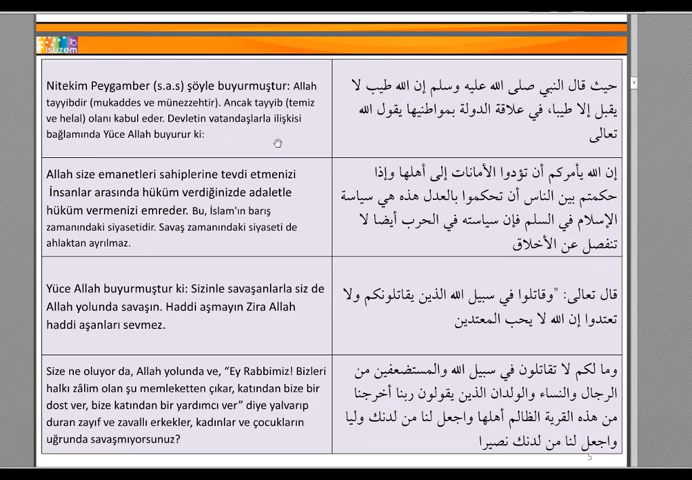 isüzem
Nitekim Peygamber (s.a.s) şöyle buyurmuştur: Allah
tayyibdir (mukaddes ve münezzehtir). Ancak tayyib (temiz
ve helal) olanı kabul eder. Devletin vatandaşlarla ilişkisi
bağlamında Yüce Allah buyurur ki:
حيث قال النبي صلى الله عليه وسلم إن الله طيب لا
يقبل إلا طيبا، في علاقة الدولة بمواطنيها يقول الله
تعالى
Allah size emanetleri sahiplerine tevdi etmenizi
İnsanlar arasında hüküm verdiğinizde adaletle
hüküm vermenizi emreder. Bu, İslam'ın barış
zamanındaki siyasetidir. Savaş zamanındaki siyaseti de
ahlaktan ayrılmaz.
إن الله يأمركم أن تؤدوا الأمانات إلى أهلها وإذا
حكمتم بين الناس أن تحكموا بالعدل هذه هي سياسة
الإسلام في السلم فإن سياسته في الحرب أيضا لا
تنفصل عن الأخلاق
Yüce Allah buyurmuştur ki: Sizinle savaşanlarla siz de
Allah yolunda savaşın. Haddi aşmayın Zira Allah
haddi aşanları sevmez.
قال تعالى: "وقاتلوا في سبيل الله الذين يقاتلونكم ولا
تعتدوا إن الله لا يحب المعتدين
Size ne oluyor da, Allah yolunda ve, “Ey Rabbimiz! Bizleri
halkı zâlim olan şu memleketten çıkar, katından bize bir
dost ver, bize katından bir yardımcı ver” diye yalvarıp
duran zayıf ve zavallı erkekler, kadınlar ve çocukların
uğrunda savaşmıyorsunuz?
وما لكم لا تقاتلون في سبيل الله والمستضعفين من
الرجال والنساء والولدان الذين يقولون ربنا أخرجنا
من هذه القرية الظالم أهلها واجعل لنا من لدنك وليا
واجعل لنا من لدنك نصيرا
5